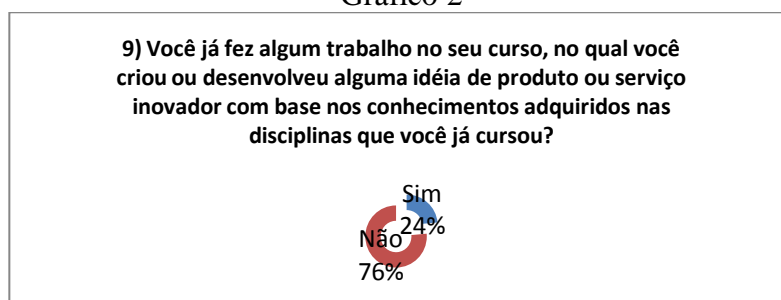 Gráfico 2
9) Você já fez algum trabalho no seu curso, no qual você
criou ou desenvolveu alguma idéia de produto ou serviço
inovador com base nos conhecimentos adquiridos nas
disciplinas que você já cursou?
Sim
24%
Não
76%